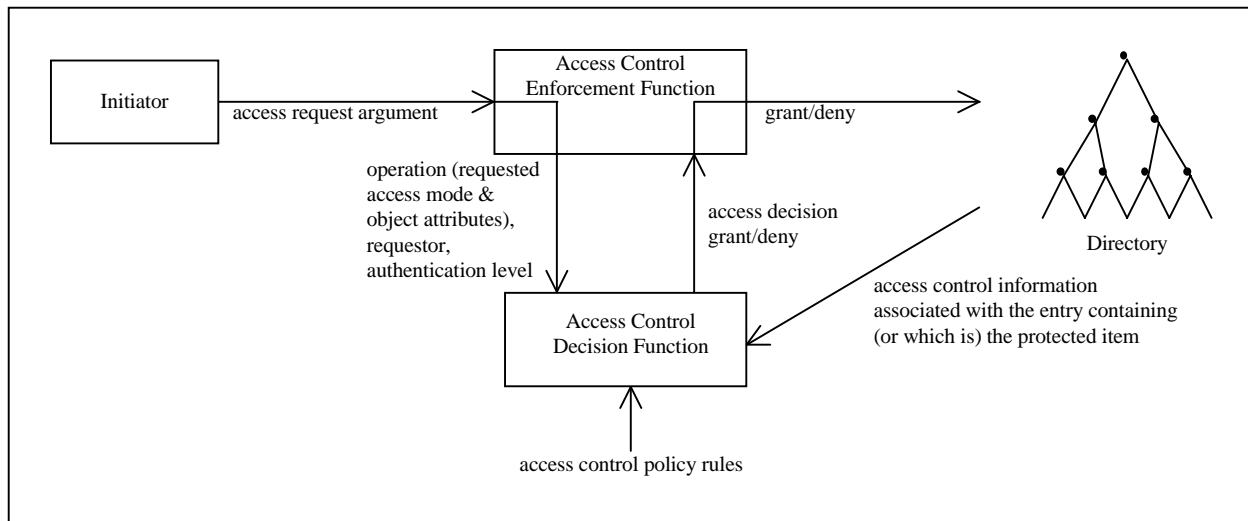 Initiator
access request argument
Access Control
Enforcement Function
grant/deny
operation (requested
access mode &
object attributes),
requestor,
authentication level
access decision
grant/deny
Directory
access control information
associated with the entry containing
(or which is) the protected item
Access Control
Decision Function
access control policy rules